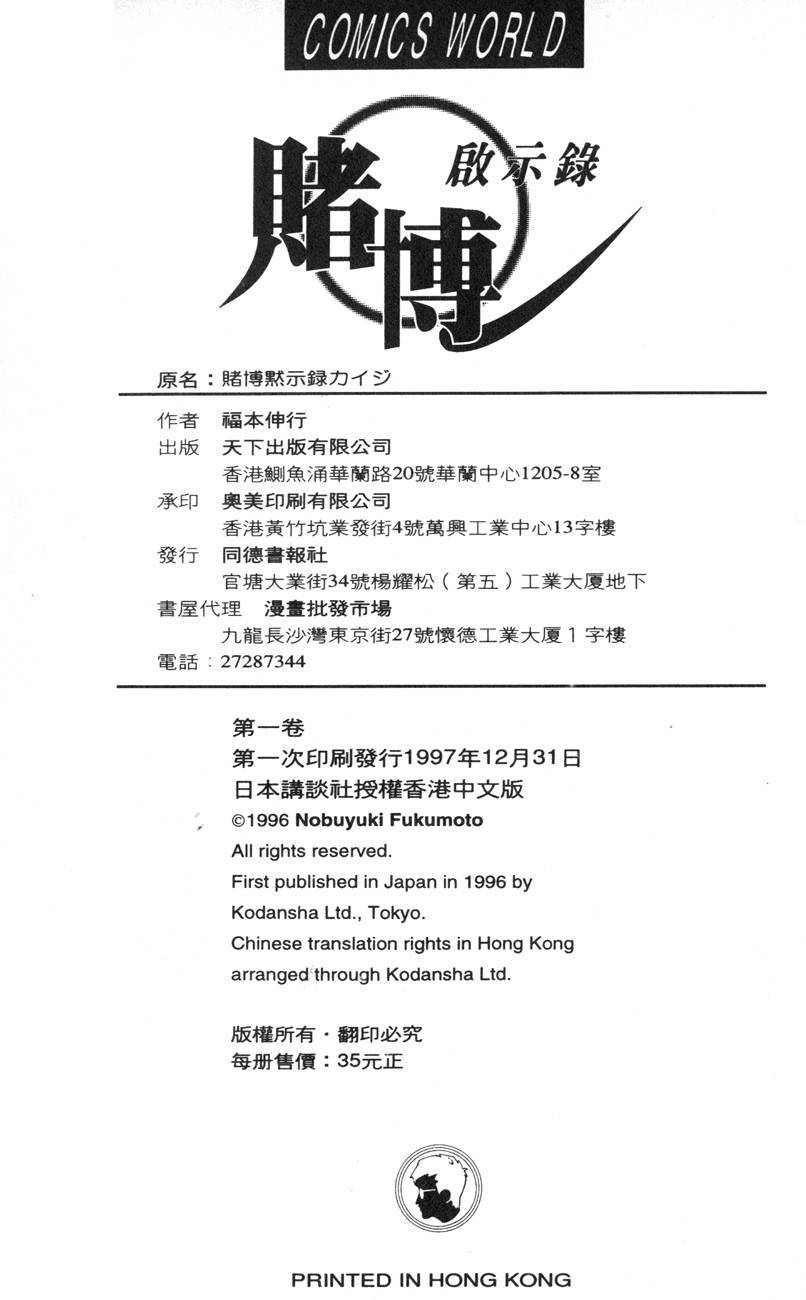 COMICS WORLD
賭博啟示錄
原名：賭博黙示録カイジ
作者 福本伸行
出版 天下出版有限公司
香港鰂魚涌華蘭路20號華蘭中心1205-8室
承印 奧美印刷有限公司
香港黃竹坑業發街4號萬興工業中心13字樓
發行 同德書報社
官塘大業街34號楊耀松（第五）工業大厦地下
書屋代理 漫畫批發市場
九龍長沙灣東京街27號懷德工業大厦1字樓
電話：27287344
第一卷
第一次印刷發行1997年12月31日
日本講談社授權香港中文版
©1996 Nobuyuki Fukumoto
All rights reserved.
First published in Japan in 1996 by
Kodansha Ltd., Tokyo.
Chinese translation rights in Hong Kong
arranged through Kodansha Ltd.
版權所有·翻印必究
每册售價：35元正
PRINTED IN HONG KONG